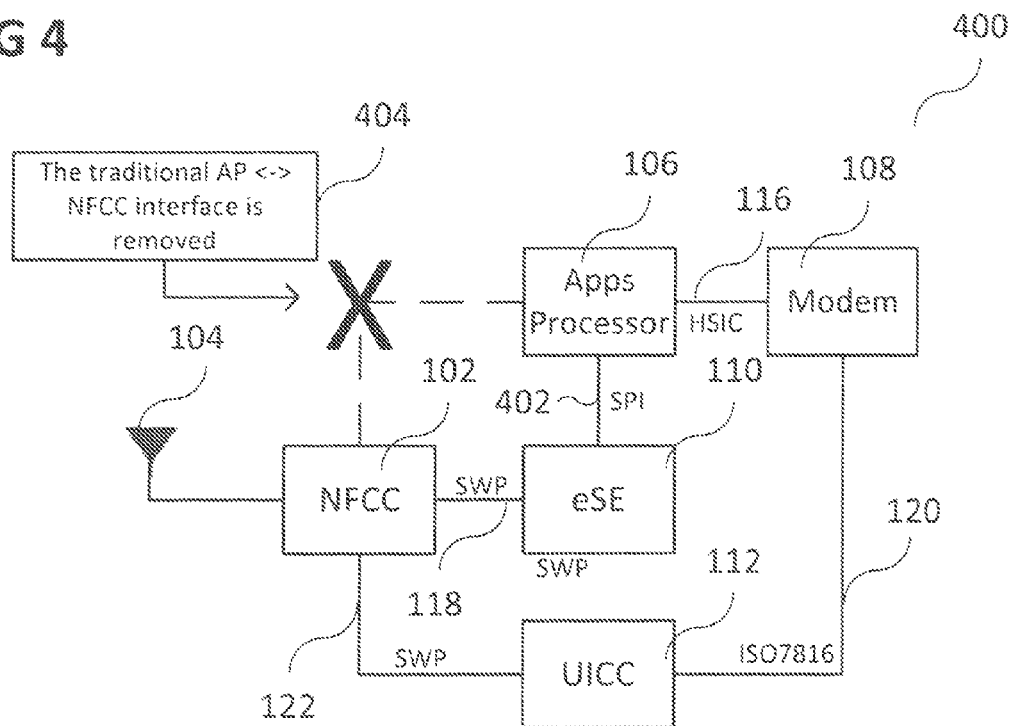 G 4
400
404
The traditional AP <->
NFCC interface is
removed
106
116
108
Apps
Processor
HSIC
Modem
104
102
402
SPI
110
NFCC
SWP
eSE
120
SWP
118
112
SWP
UICC
ISO7816
122